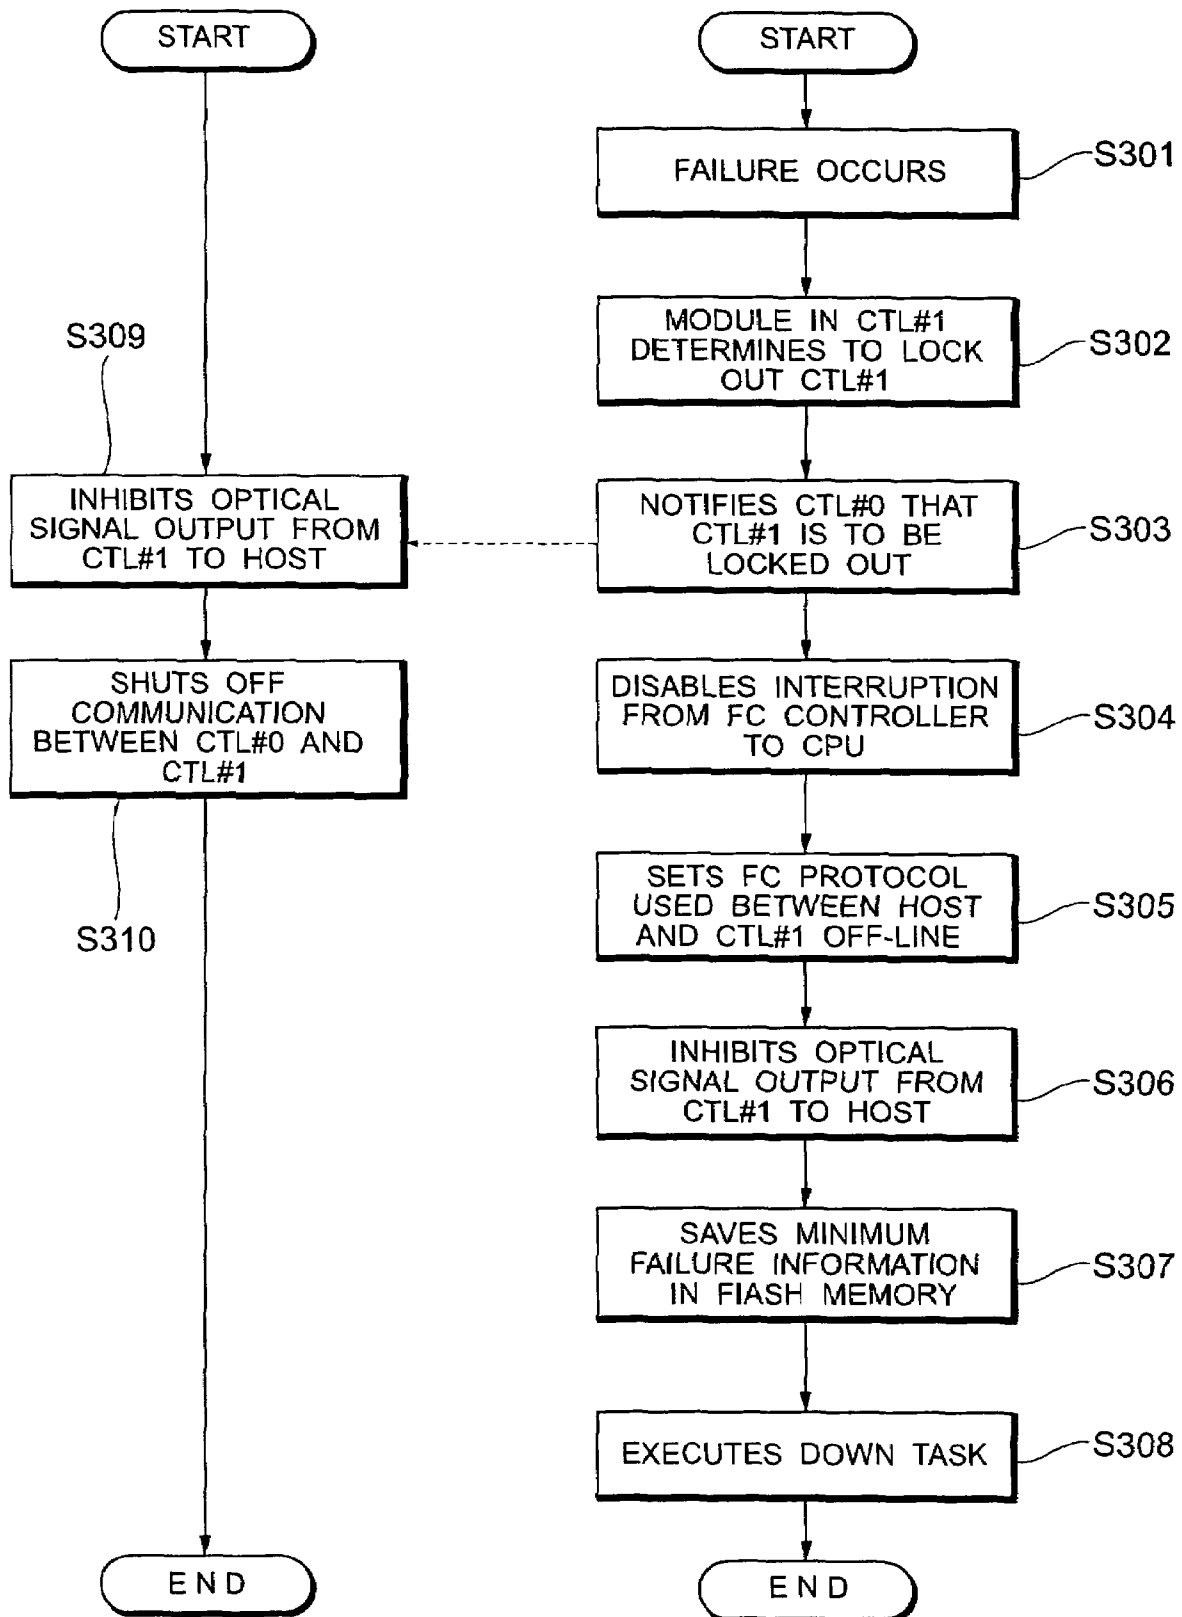 START
S309
INHIBITS OPTICAL
SIGNAL OUTPUT FROM
CTL#1 TO HOST
SHUTS OFF
COMMUNICATION
BETWEEN CTL#0 AND
CTL#1
S310
END
START
FAILURE OCCURS
S301
MODULE IN CTL#1
DETERMINES TO LOCK
OUT CTL#1
S302
NOTIFIES CTL#0 THAT
CTL#1 IS TO BE
LOCKED OUT
S303
DISABLES INTERRUPTION
FROM FC CONTROLLER
TO CPU
S304
SETS FC PROTOCOL
USED BETWEEN HOST
AND CTL#1 OFF-LINE
S305
INHIBITS OPTICAL
SIGNAL OUTPUT FROM
CTL#1 TO HOST
S306
SAVES MINIMUM
FAILURE INFORMATION
IN FIASH MEMORY
S307
EXECUTES DOWN TASK
S308
END